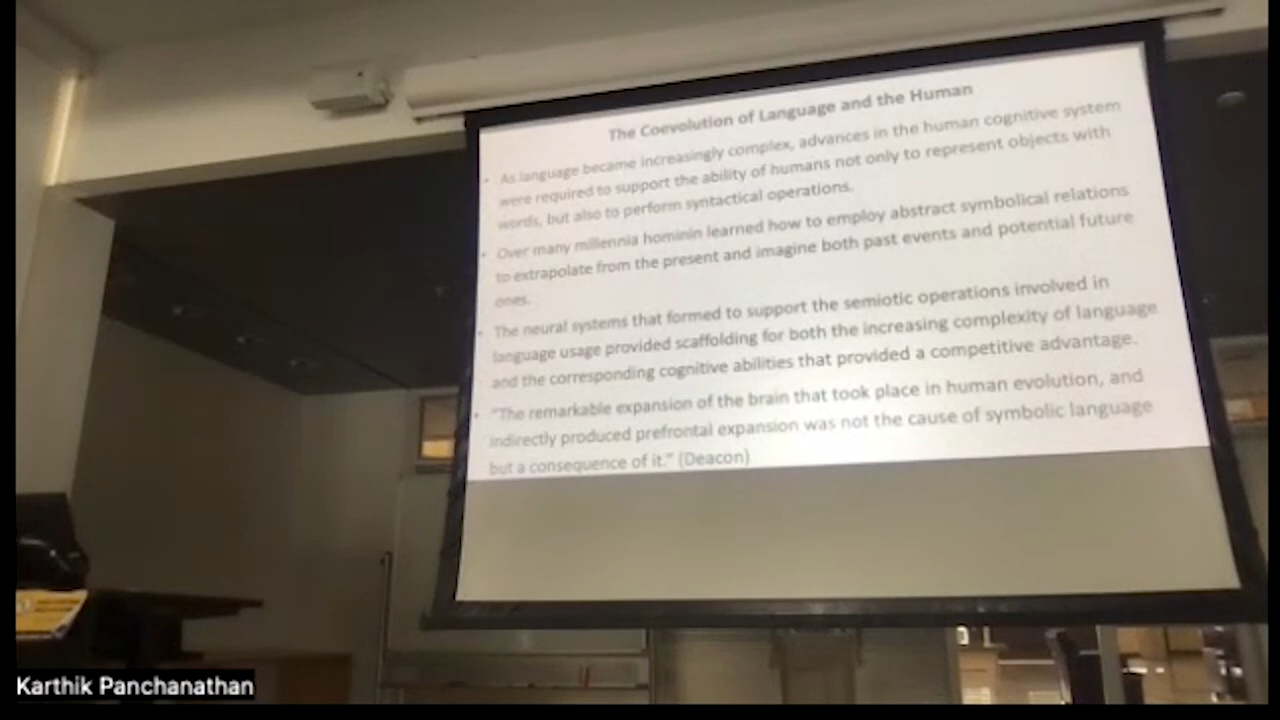 The Coevolution of Language and the Human
• As language became increasingly complex, advances in the human cognitive system
were required to support the ability of humans not only to represent objects with
words, but also to perform syntactical operations.
• Over many millennia hominin learned how to employ abstract symbolical relations
to extrapolate from the present and imagine both past events and potential future
ones.
• The neural systems that formed to support the semiotic operations involved in
language usage provided scaffolding for both the increasing complexity of language
and the corresponding cognitive abilities that provided a competitive advantage.
• "The remarkable expansion of the brain that took place in human evolution, and
indirectly produced prefrontal expansion was not the cause of symbolic language
but a consequence of it." (Deacon)
Karthik Panchanathan